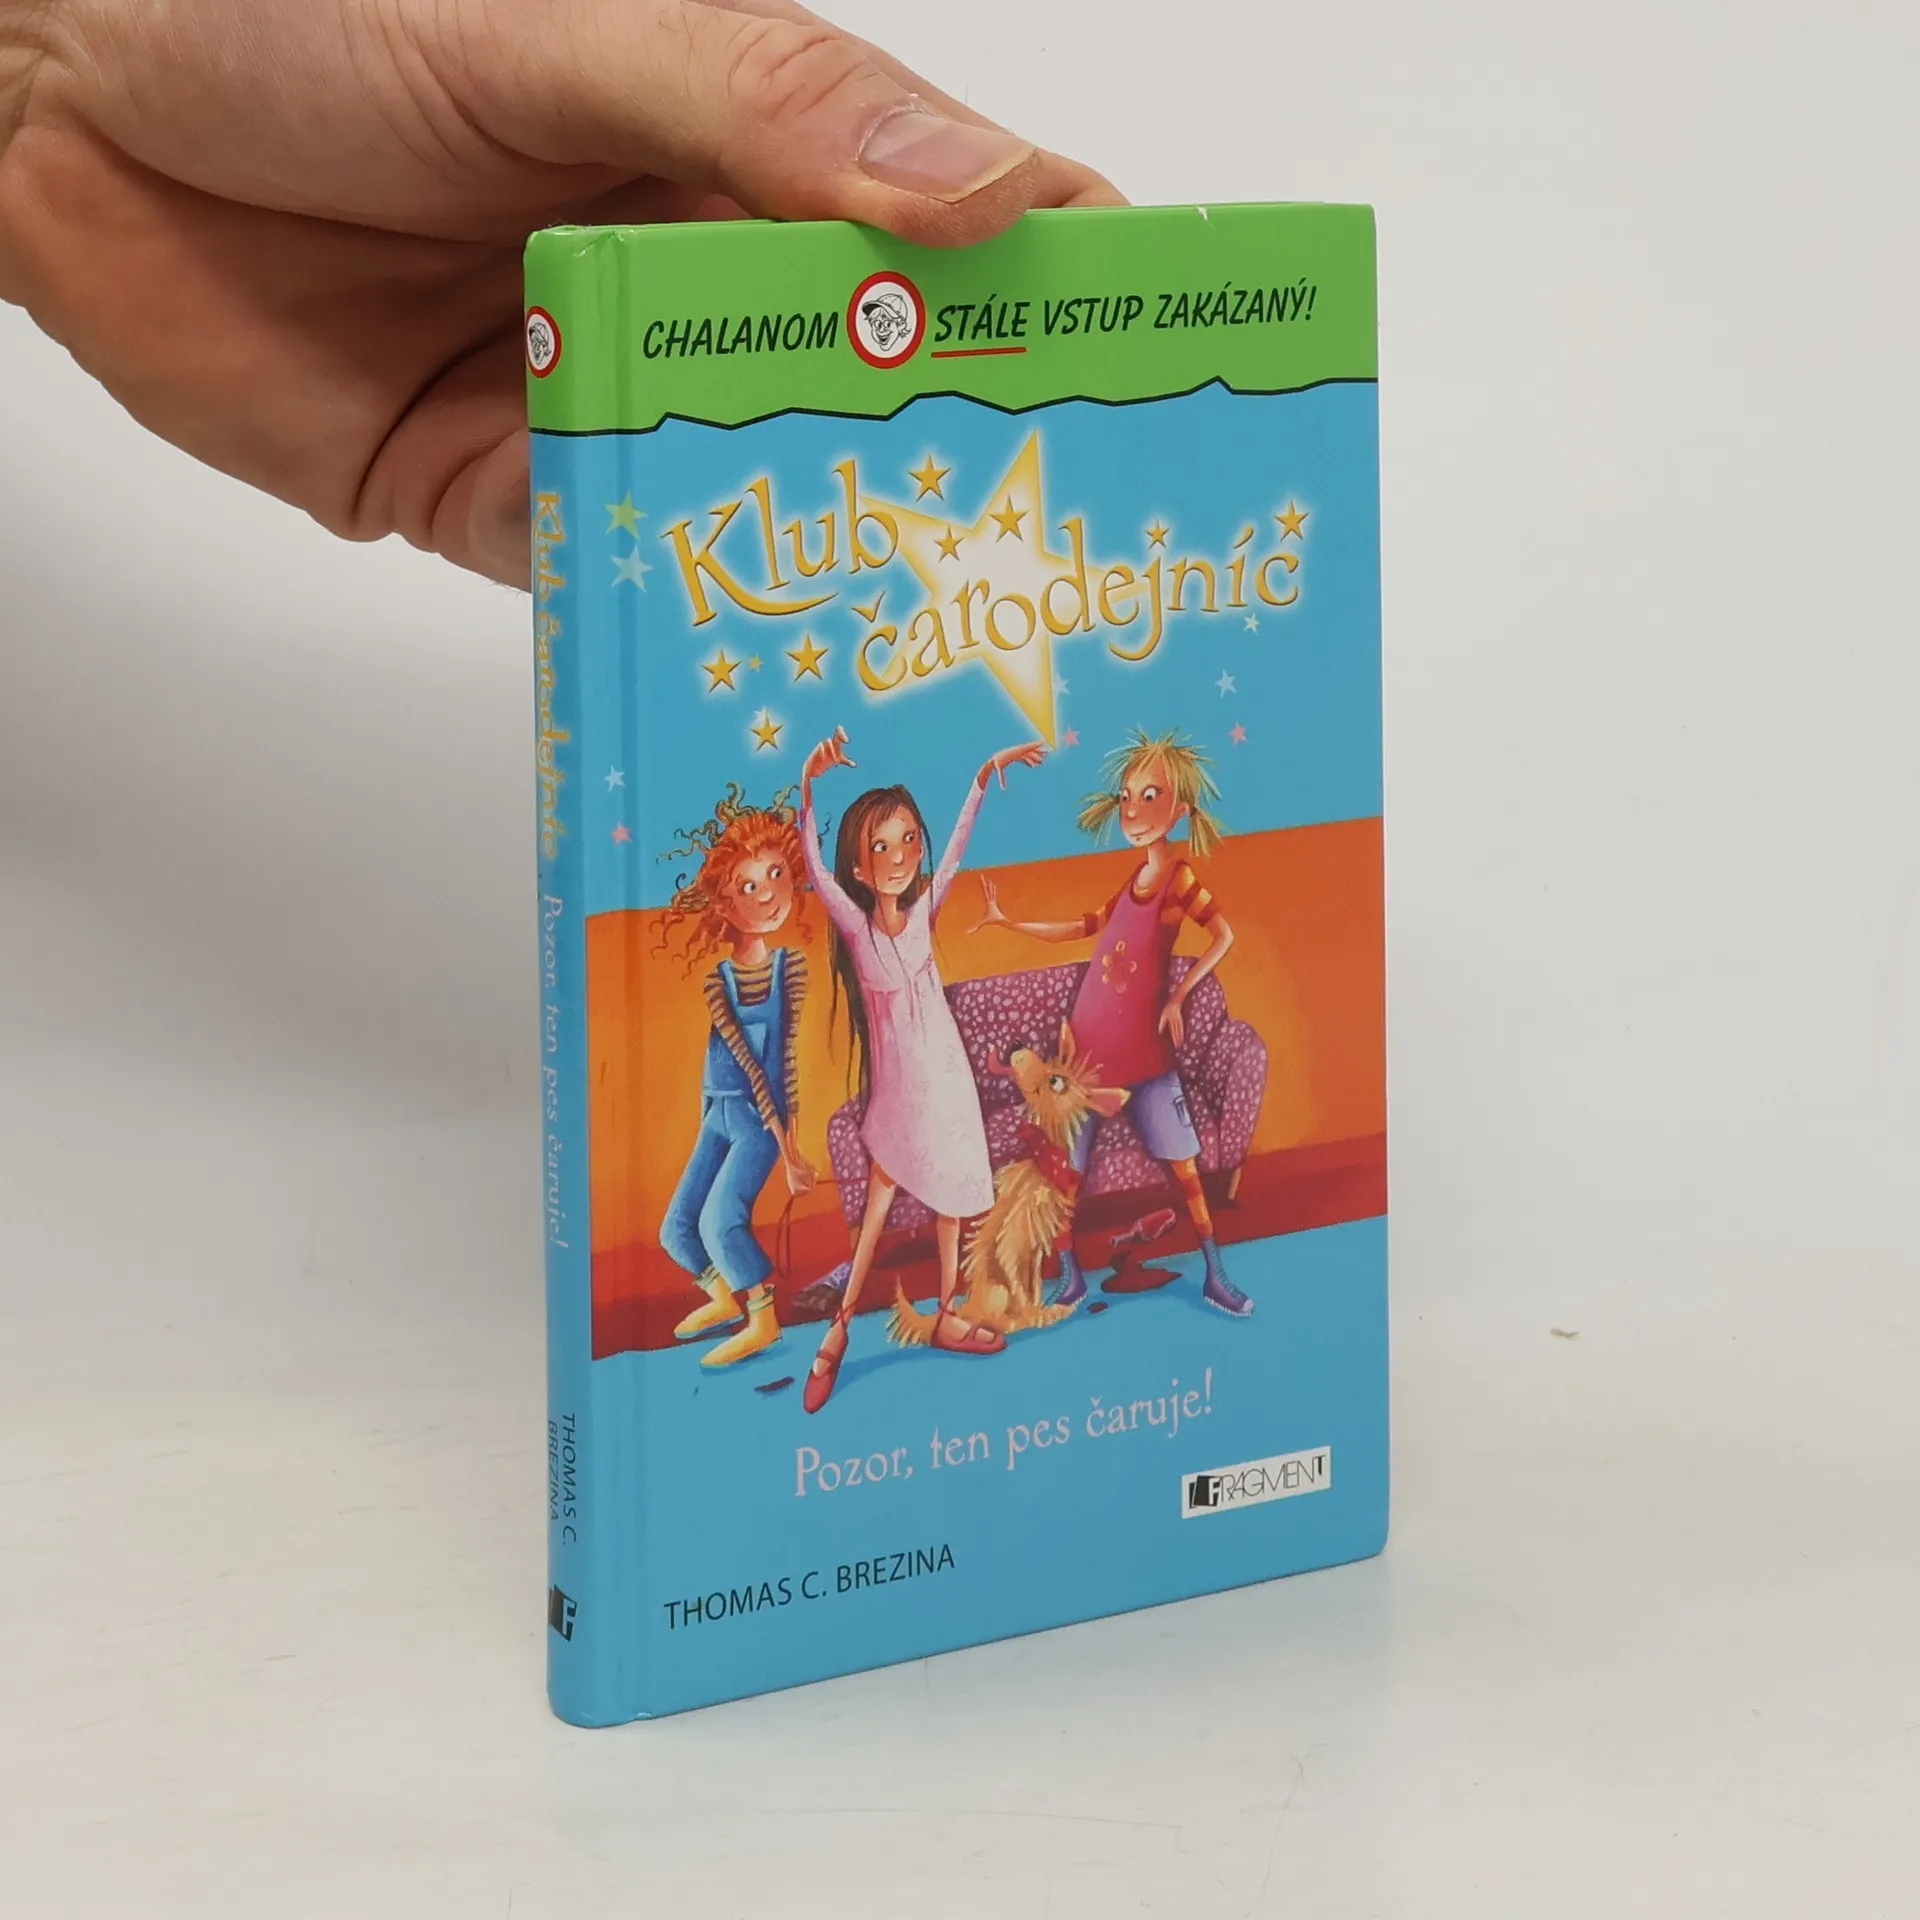 CHALANOM STÁLE VSTUP ZAKÁZANÝ!
Klub
čarodejníc
Pozor, ten pes čaruje!
FRAGMENT
THOMAS C. BREZINA
Klub čarodejníc Pozor, ten pes čaruje!
THOMAS C.
BREZINA
F